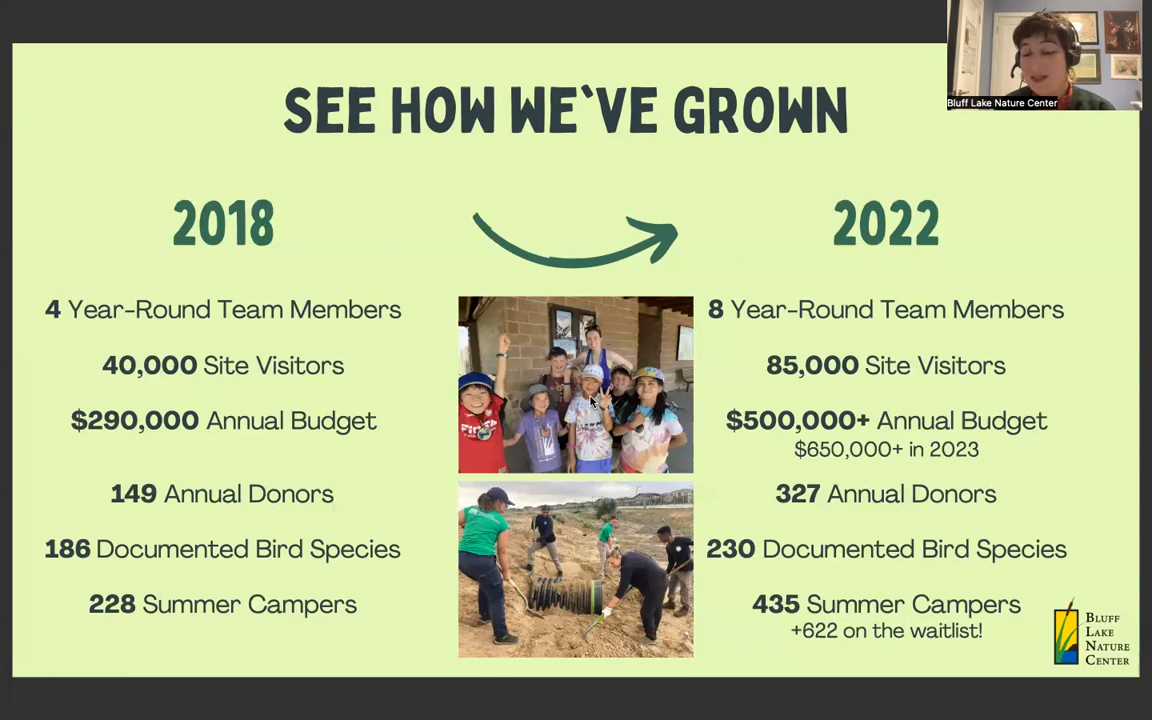 Bluff Lake Nature Center
SEE HOW WE`VE GROWN
2018
4 Year-Round Team Members
40,000 Site Visitors
$290,000 Annual Budget
149 Annual Donors
186 Documented Bird Species
228 Summer Campers
2022
8 Year-Round Team Members
85,000 Site Visitors
$500,000+ Annual Budget
$650,000+ in 2023
327 Annual Donors
230 Documented Bird Species
435 Summer Campers
+622 on the waitlist!
BLUFF
LAKE
NATURE
CENTER